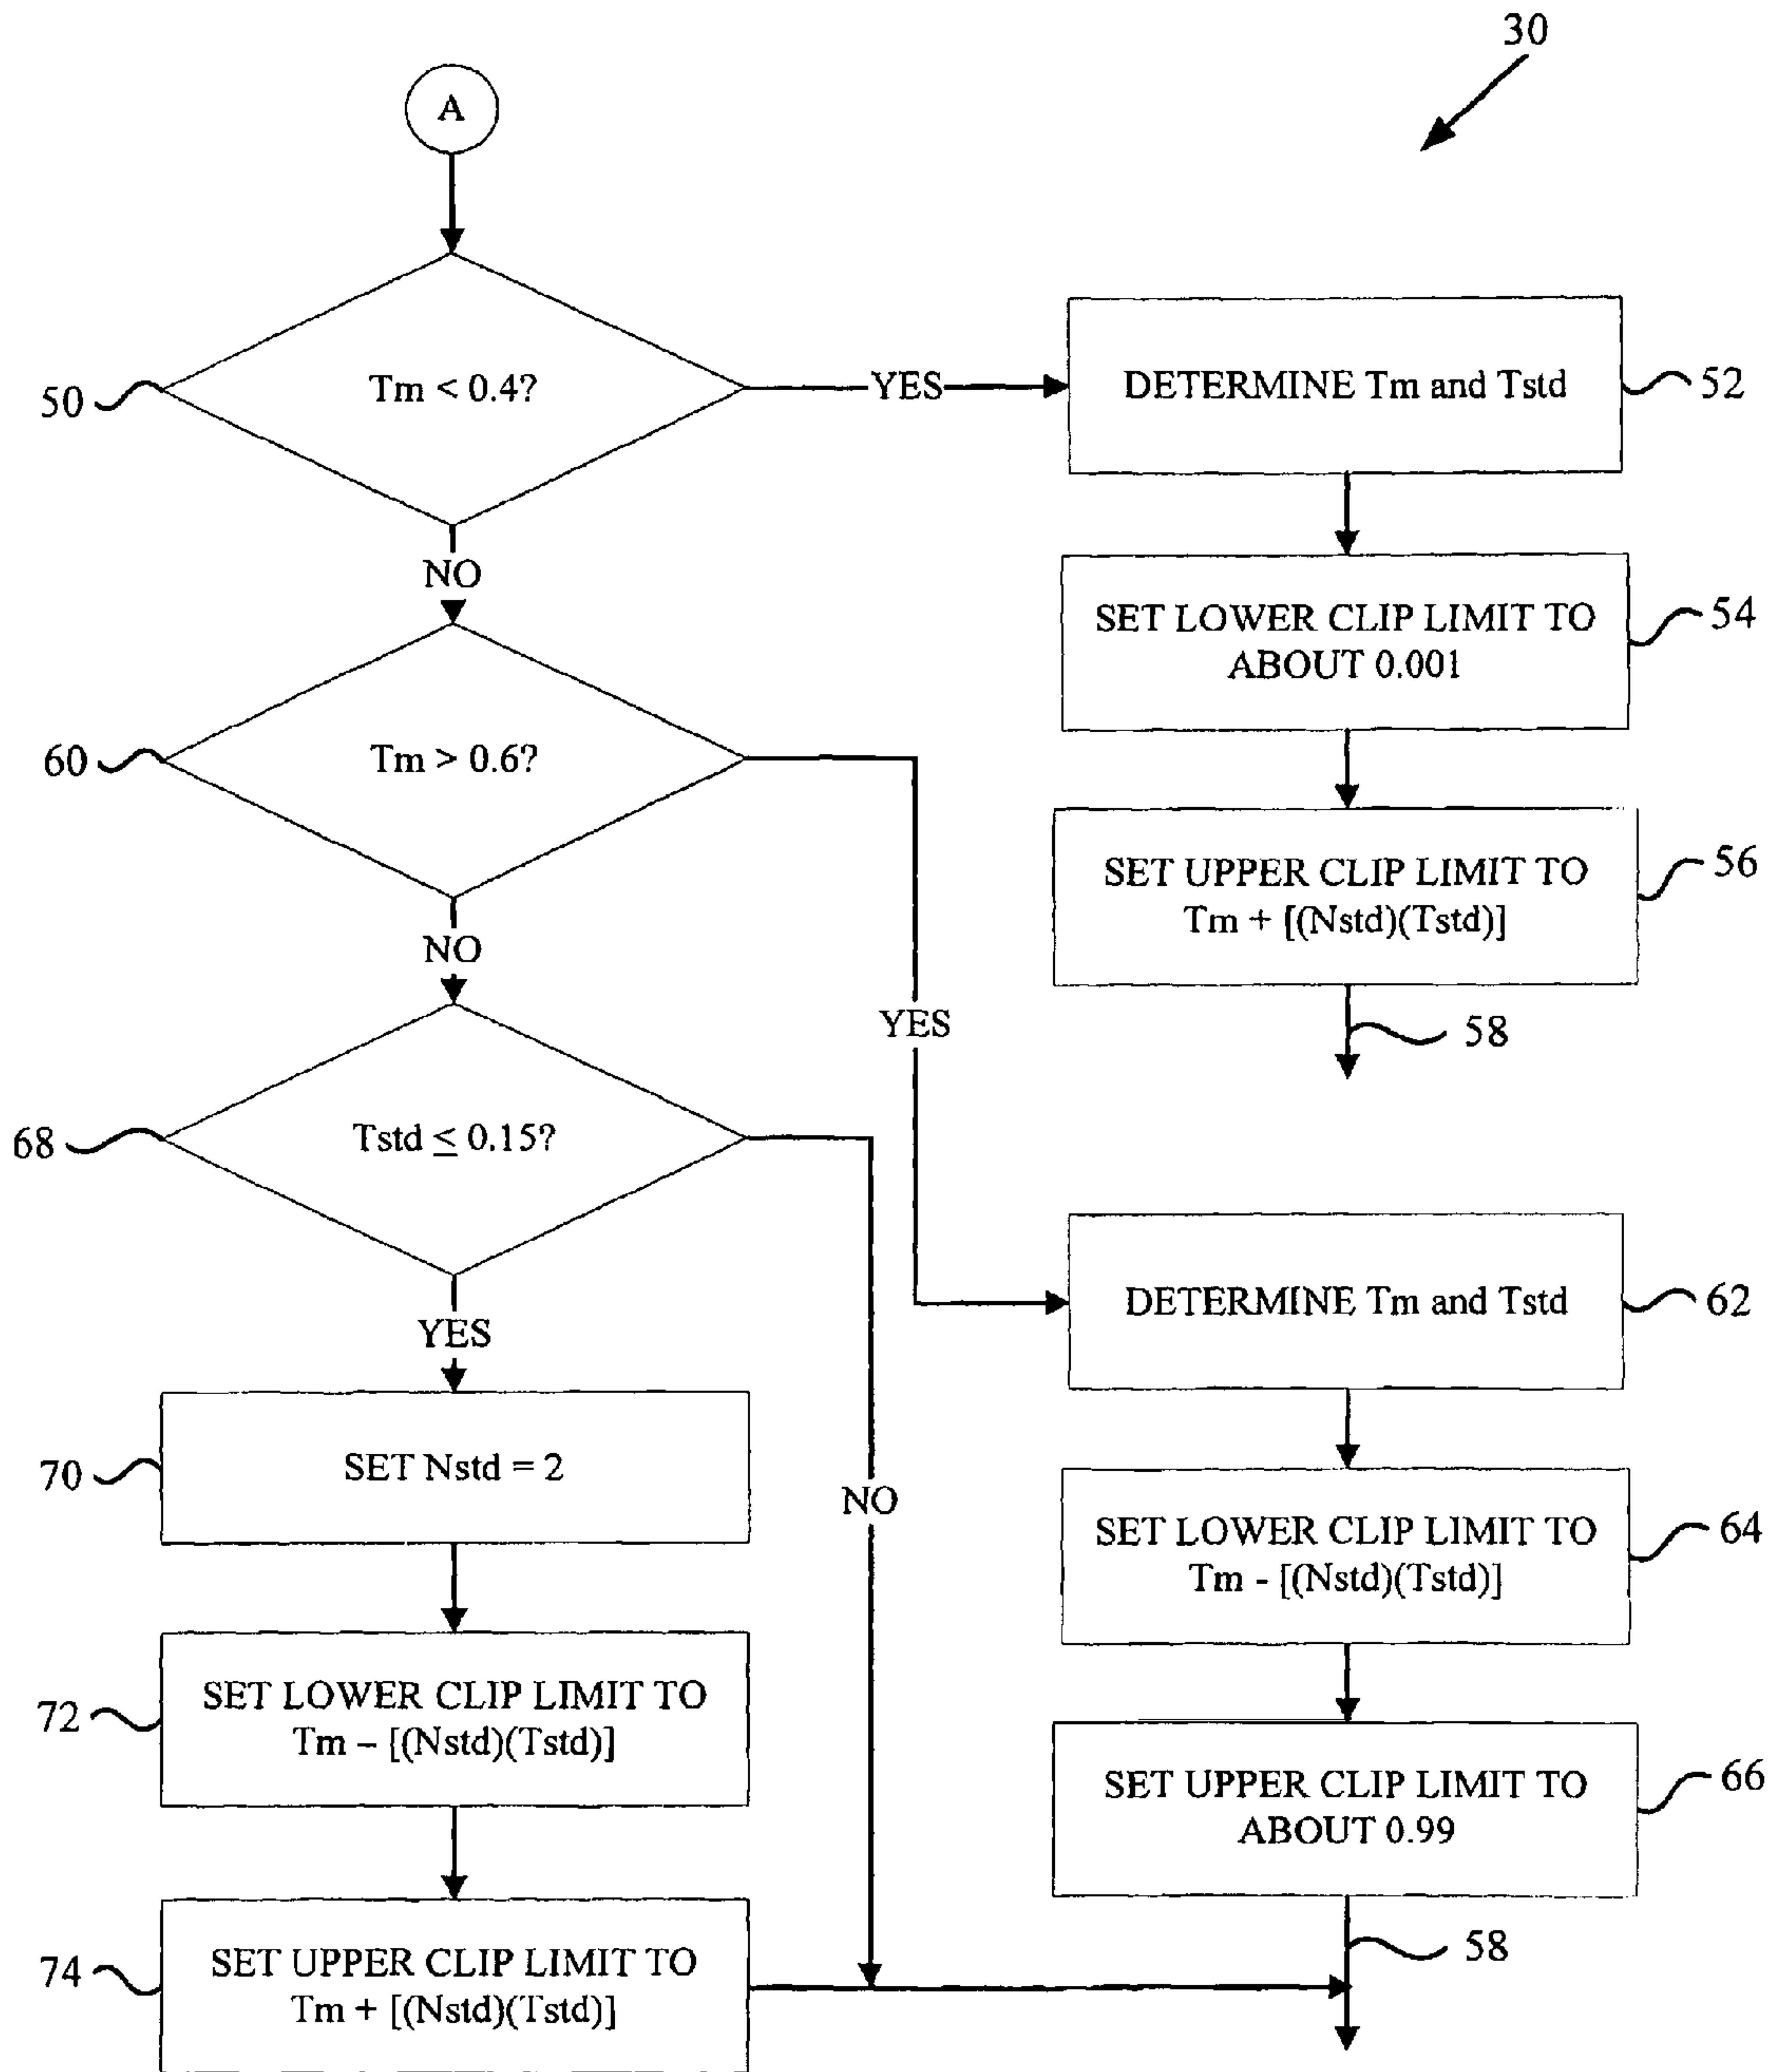 30
A
50
Tm < 0.4?
YES
DETERMINE Tm and Tstd
52
NO
SET LOWER CLIP LIMIT TO
ABOUT 0.001
54
60
Tm > 0.6?
SET UPPER CLIP LIMIT TO
Tm + [(Nstd)(Tstd)]
56
NO
YES
58
68
Tstd ≤ 0.15?
DETERMINE Tm and Tstd
62
YES
70
SET Nstd = 2
NO
SET LOWER CLIP LIMIT TO
Tm - [(Nstd)(Tstd)]
64
72
SET LOWER CLIP LIMIT TO
Tm – [(Nstd)(Tstd)]
SET UPPER CLIP LIMIT TO
ABOUT 0.99
66
74
SET UPPER CLIP LIMIT TO
Tm + [(Nstd)(Tstd)]
58